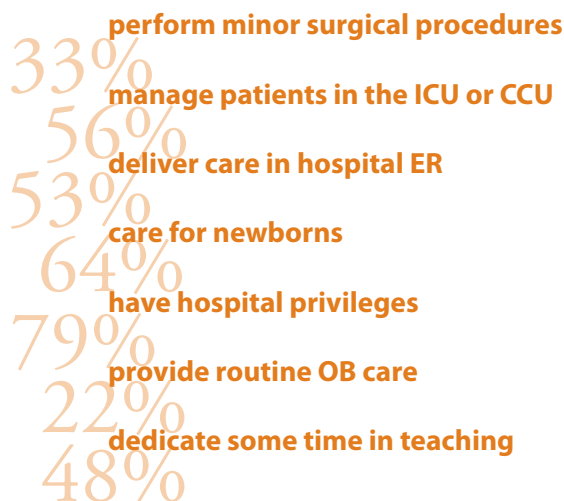 perform minor surgical procedures
33%
manage patients in the ICU or CCU
56%
deliver care in hospital ER
53%
care for newborns
64%
have hospital privileges
79%
provide routine OB care
22%
dedicate some time in teaching
48%